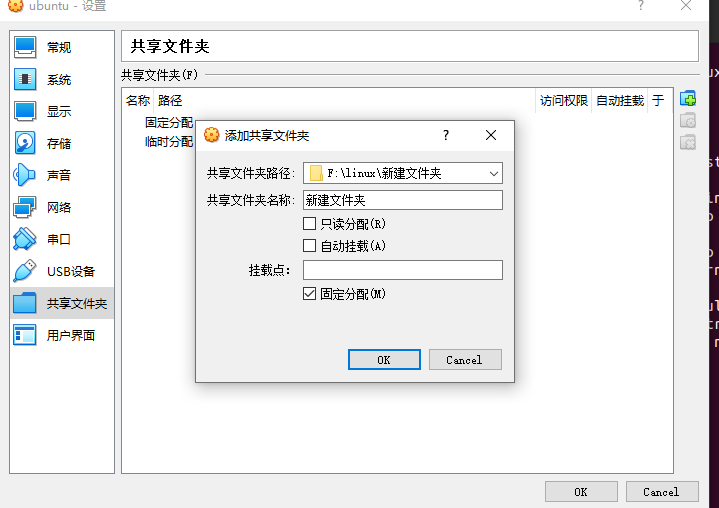 ubuntu - 设置
常规
系统
显示
存储
声音
网络
串口
USB设备
共享文件夹
用户界面
共享文件夹
共享文件夹(F)
名称 路径 访问权限 自动挂载 于
固定分配
临时分配
添加共享文件夹
共享文件夹路径: F:\linux\新建文件夹
共享文件夹名称: 新建文件夹
只读分配(R)
自动挂载(A)
挂载点:
固定分配(M)
OK Cancel
OK Cancel